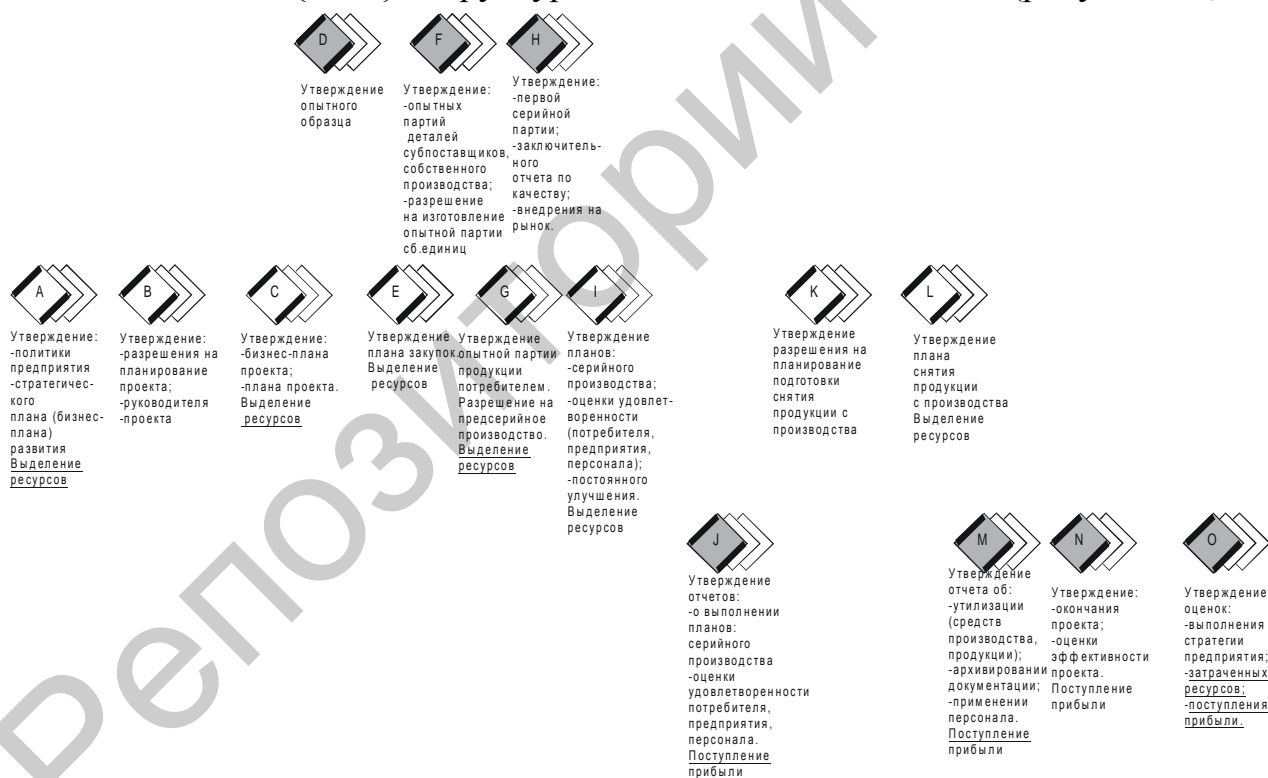 D
Утверждение
опытного
образца
F
Утверждение:
-опытных
партий
деталей
субпоставщиков,
собственного
производства;
-разрешение
на изготовление
опытной партии
сб.единиц
H
Утверждение:
-первой
серийной
партии;
-заключитель-
ного
отчета по
качеству;
-внедрения на
рынок.
A
Утверждение:
-политики
предприятия
-стратегичес-
кого
плана (бизнес-
плана)
развития
Выделение
ресурсов
B
Утверждение:
-разрешения на
планирование
проекта;
-руководителя
-проекта
C
Утверждение:
-бизнес-плана
проекта;
-плана проекта.
Выделение
ресурсов
E
Утверждение
плана закупок.
Выделение
ресурсов
G
Утверждение
опытной партии
продукции
потребителем.
Разрещение на
предсерийное
производство.
Выделение
ресурсов
I
Утверждение
планов:
-серийного
производства;
-оценки удовлет-
воренности
(потребителя,
предприятия,
персонала);
-постоянного
улучшения.
Выделение
ресурсов
K
Утверждение
разрешения на
планирование
подготовки
снятия
продукции с
производства
L
Утверждение
плана
снятия
продукции
с производства
Выделение
ресурсов
J
Утверждение
отчетов:
-о выполнении
планов:
серийного
производства
-оценки
удовлетворенности
потребителя,
предприятия,
персонала.
Поступление
прибыли
M
Утверждение
отчета об:
-утилизации
(средств
производства,
продукции);
-архивировании
документации;
-применении
персонала.
Поступление
прибыли
N
Утверждение:
-окончания
проекта;
-оценки
эффективности
проекта.
Поступление
прибыли
O
Утверждение
оценок:
-выполнения
стратегии
предприятия;
-затраченных
ресурсов;
-поступления
прибыли.
Репозиторий